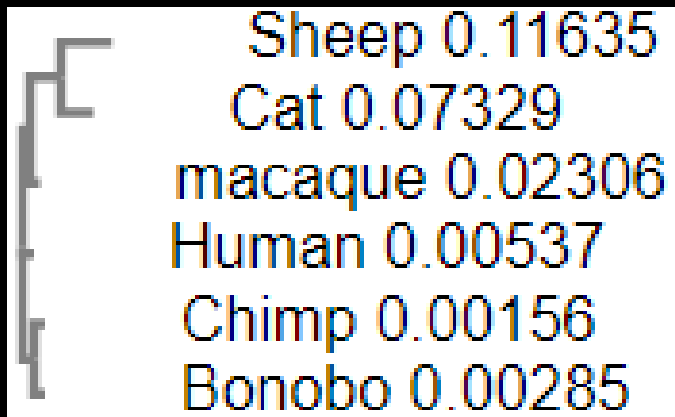 Sheep 0.11635
Cat 0.07329
macaque 0.02306
Human 0.00537
Chimp 0.00156
Bonobo 0.00285